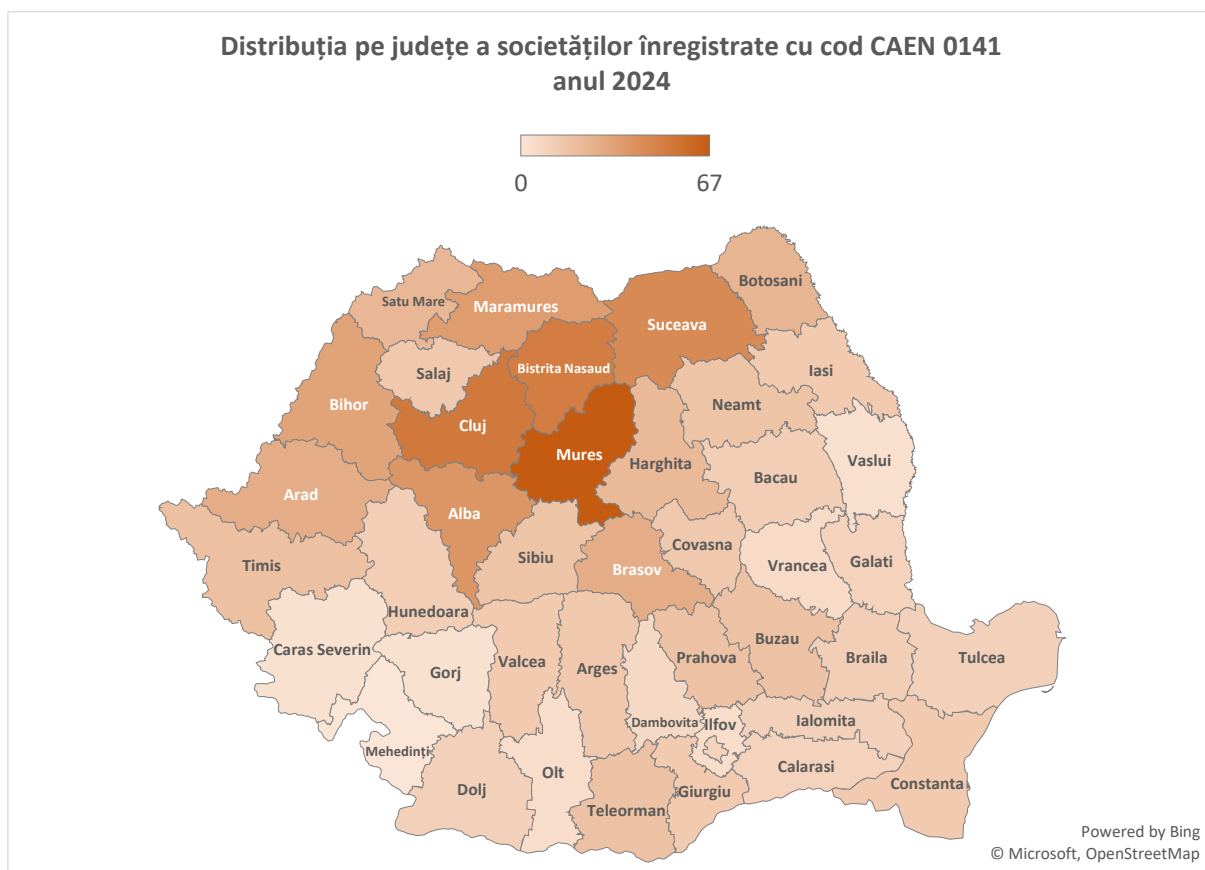 Distribuția pe județe a societăților înregistrate cu cod CAEN 0141
anul 2024
0
67
Botosani
Satu Mare
Maramures
Suceava
Salaj
Bistrita Nasaud
Iasi
Bihor
Cluj
Neamt
Mures
Harghita
Vaslui
Bacau
Arad
Alba
Timis
Sibiu
Covasna
Brasov
Vrancea
Galati
Hunedoara
Caras Severin
Gorj
Valcea
Arges
Prahova
Buzau
Braila
Tulcea
Dambovita
Ilfov
Ialomita
Mehedinți
Olt
Calarasi
Dolj
Teleorman
Giurgiu
Constanta
Powered by Bing
© Microsoft, OpenStreetMap